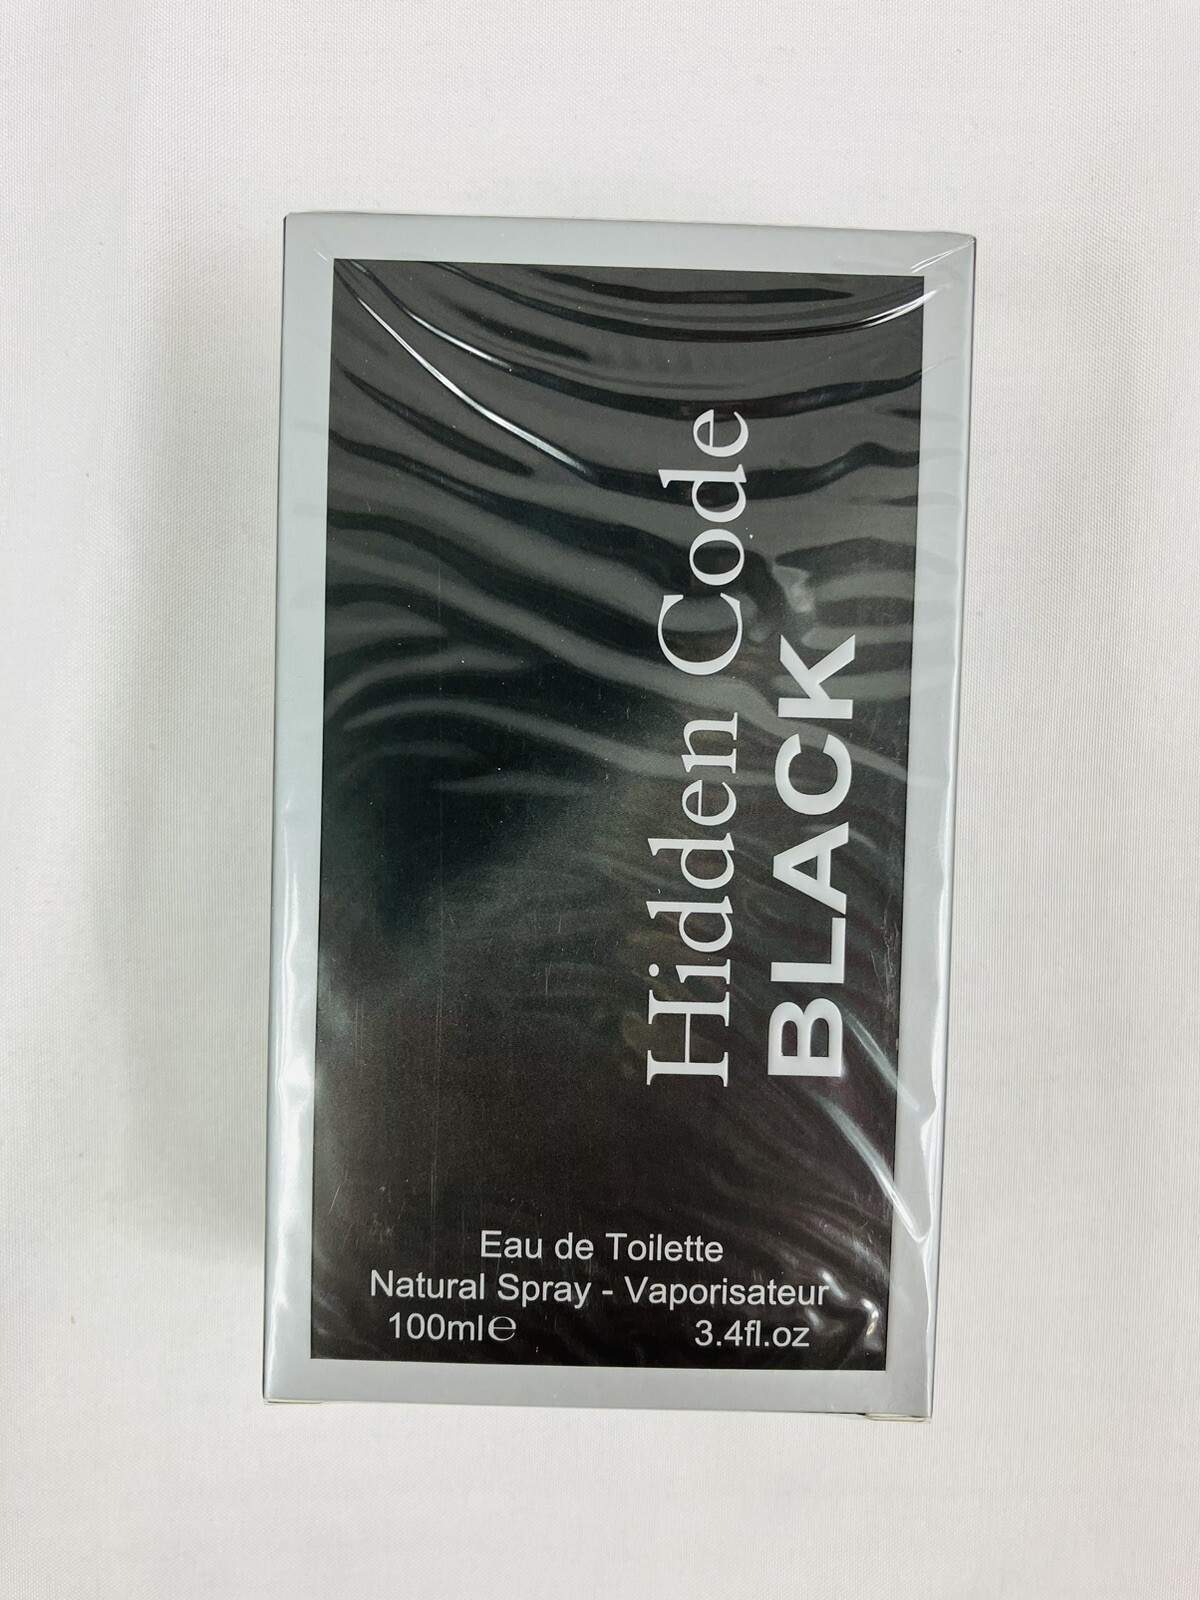 Hidden Code
BLACK
Eau de Toilette
Natural Spray - Vaporisateur
100ml℮ 3.4fl.oz